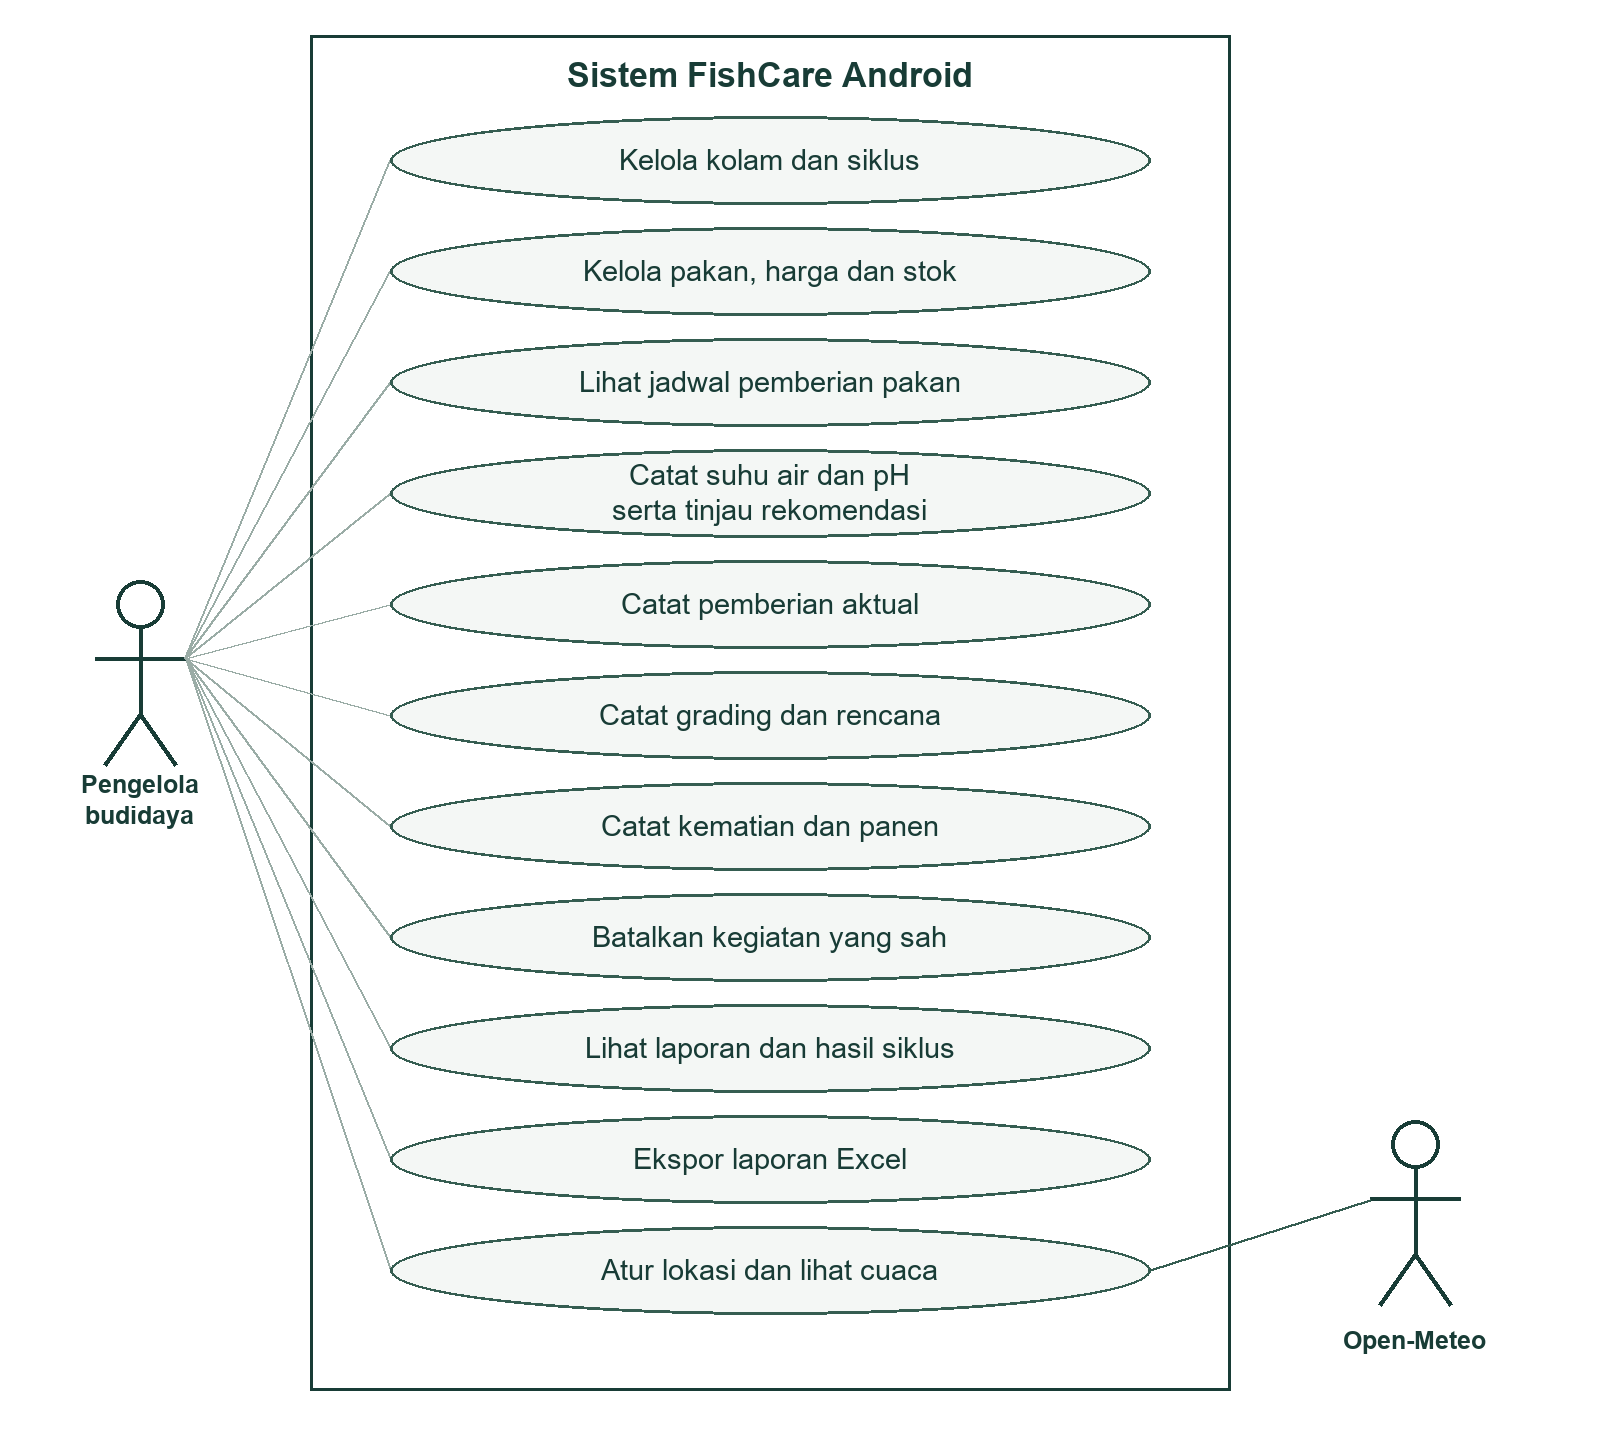 Sistem FishCare Android
Kelola kolam dan siklus
Kelola pakan, harga dan stok
Lihat jadwal pemberian pakan
Catat suhu air dan pH
serta tinjau rekomendasi
Catat pemberian aktual
Catat grading dan rencana
Pengelola
budidaya
Catat kematian dan panen
Batalkan kegiatan yang sah
Lihat laporan dan hasil siklus
Ekspor laporan Excel
Atur lokasi dan lihat cuaca
Open-Meteo